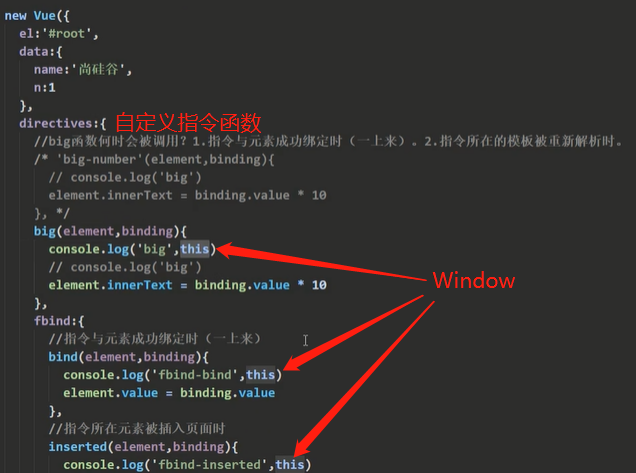 new Vue({
el:'#root',
data:{
name:'尚硅谷',
n:1
},
directives:{ 自定义指令函数
//big函数何时会被调用？1.指令与元素成功绑定时（一上来）。2.指令所在的模板被重新解析时。
/* 'big-number'(element,binding){
// console.log('big')
element.innerText = binding.value * 10
}, */
big(element,binding){
console.log('big',this)
// console.log('big')
element.innerText = binding.value * 10
},
Window
fbind:{
//指令与元素成功绑定时（一上来）
bind(element,binding){
console.log('fbind-bind',this)
element.value = binding.value
},
//指令所在元素被插入页面时
inserted(element,binding){
console.log('fbind-inserted',this)